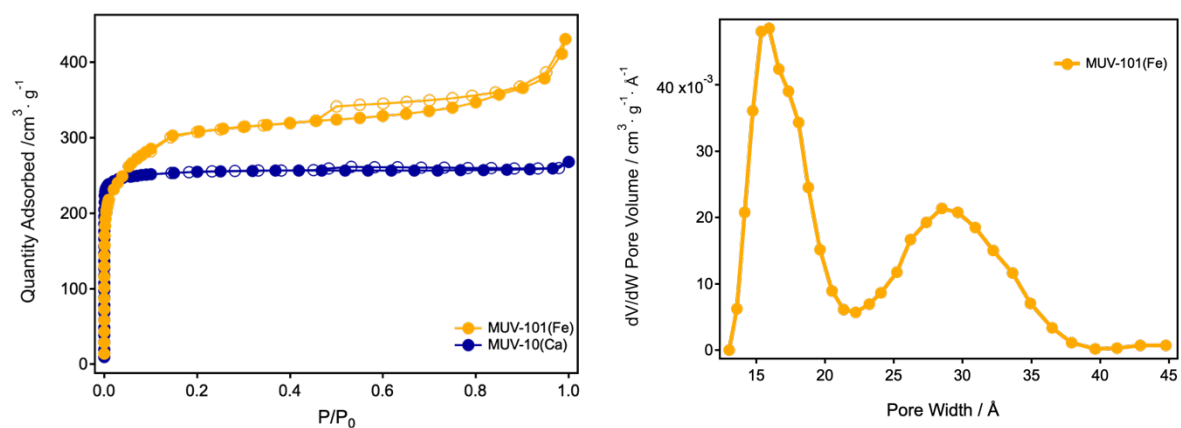 Quantity Adsorbed /cm³ · g⁻¹
400
300
200
100
0
MUV-101(Fe)
MUV-10(Ca)
0.0 0.2 0.4 0.6 0.8 1.0
P/P₀
dV/dW Pore Volume / cm³ · g⁻¹ · Å⁻¹
40 x10⁻³
30
20
10
0
MUV-101(Fe)
15 20 25 30 35 40 45
Pore Width / Å